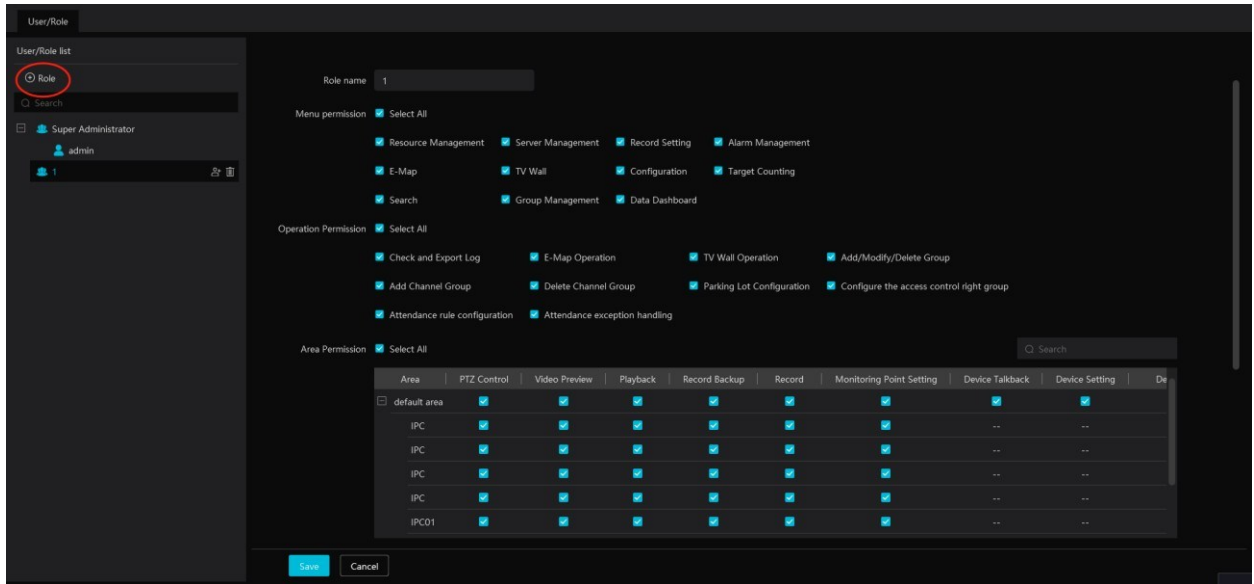 User/Role
User/Role list
Role
Search
Super Administrator
admin
1
Role name 1
Menu permission Select All
Resource Management Server Management Record Setting Alarm Management
E-Map TV Wall Configuration Target Counting
Search Group Management Data Dashboard
Operation Permission Select All
Check and Export Log E-Map Operation TV Wall Operation Add/Modify/Delete Group
Add Channel Group Delete Channel Group Parking Lot Configuration Configure the access control right group
Attendance rule configuration Attendance exception handling
Area Permission Select All Search
Area PTZ Control Video Preview Playback Record Backup Record Monitoring Point Setting Device Talkback Device Setting De
default area
IPC -- --
IPC -- --
IPC -- --
IPC -- --
IPC01 -- --
Save Cancel